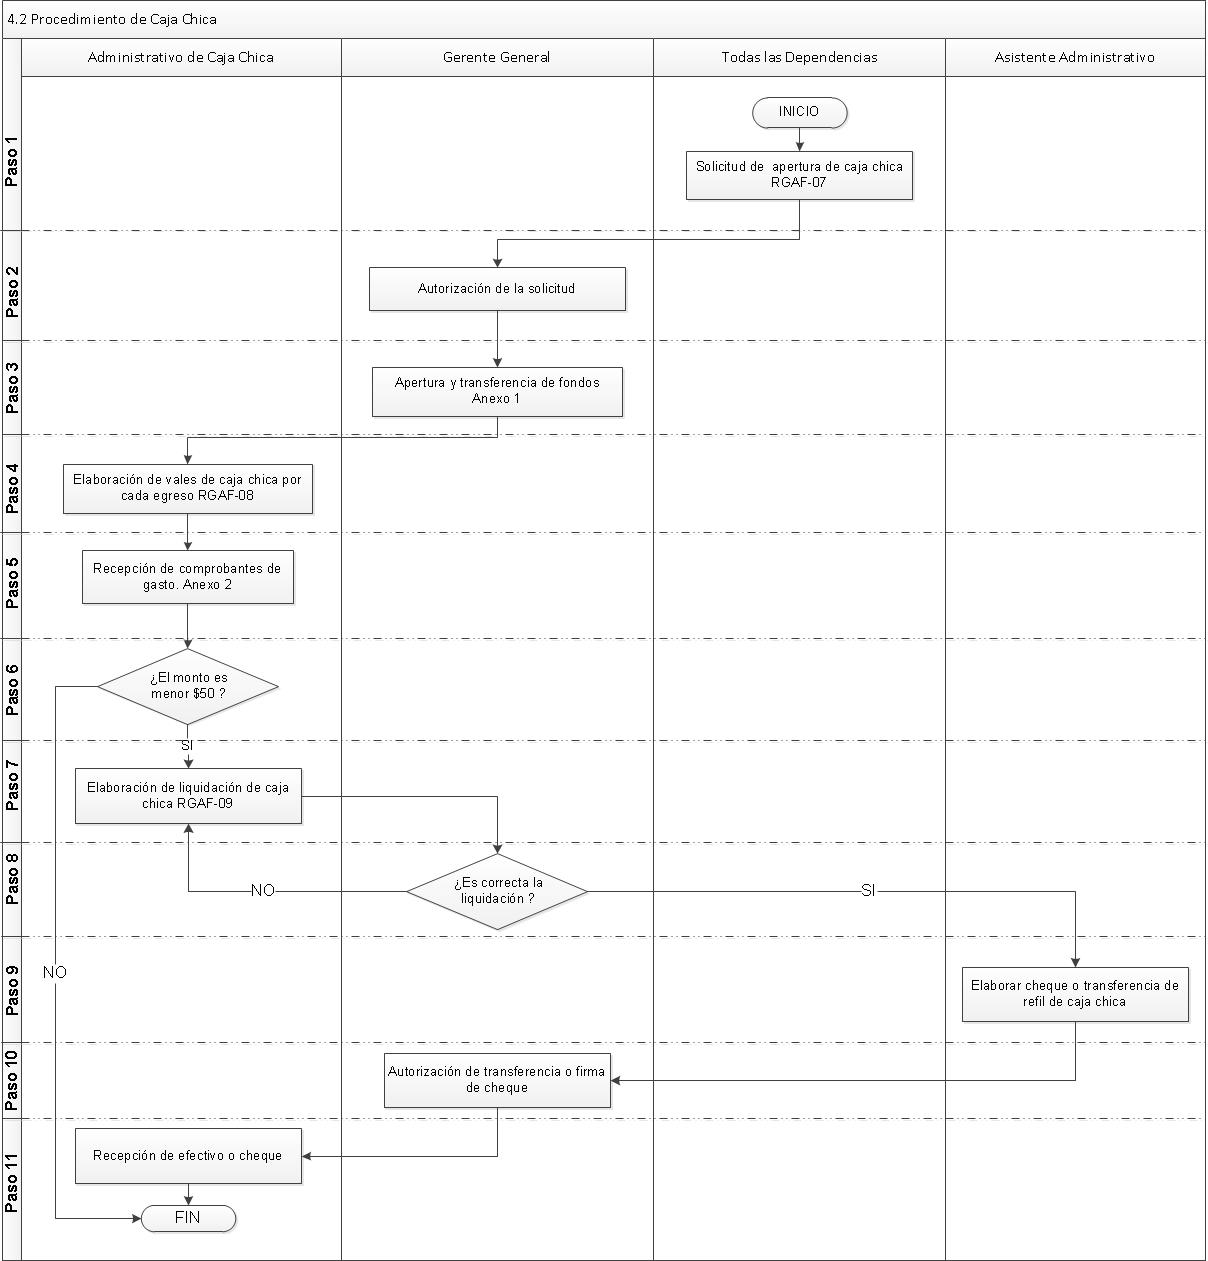 4.2 Procedimiento de Caja Chica
Administrativo de Caja Chica
Gerente General
Todas las Dependencias
Asistente Administrativo
Paso 1
INICIO
Solicitud de apertura de caja chica
RGAF-07
Paso 2
Autorización de la solicitud
Paso 3
Apertura y transferencia de fondos
Anexo 1
Paso 4
Elaboración de vales de caja chica por
cada egreso RGAF-08
Paso 5
Recepción de comprobantes de
gasto. Anexo 2
Paso 6
¿El monto es
menor $50 ?
SI
Paso 7
Elaboración de liquidación de caja
chica RGAF-09
Paso 8
NO
¿Es correcta la
liquidación ?
SI
Paso 9
NO
Elaborar cheque o transferencia de
refil de caja chica
Paso 10
Autorización de transferencia o firma
de cheque
Paso 11
Recepción de efectivo o cheque
FIN